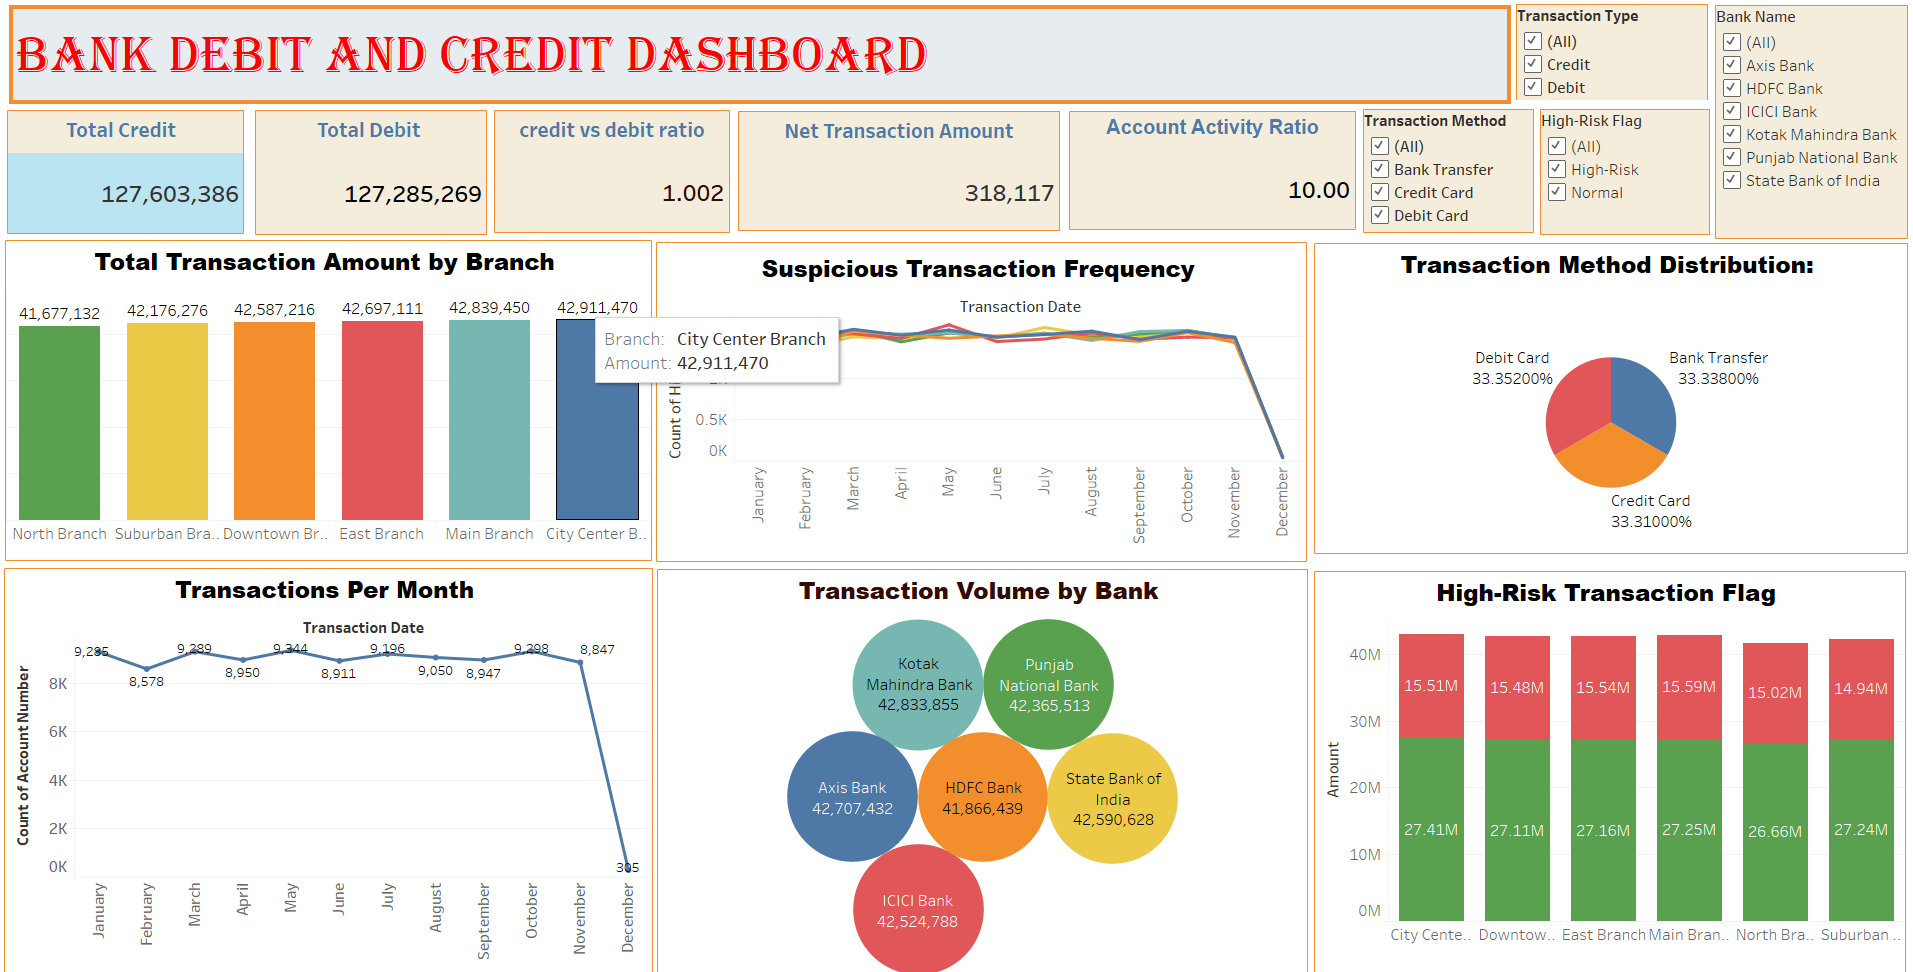 BANK DEBIT AND CREDIT DASHBOARD
Transaction Type
(All)
Credit
Debit
Bank Name
(All)
Axis Bank
HDFC Bank
ICICI Bank
Kotak Mahindra Bank
Punjab National Bank
State Bank of India
Total Credit
127,603,386
Total Debit
127,285,269
credit vs debit ratio
1.002
Net Transaction Amount
318,117
Account Activity Ratio
10.00
Transaction Method
(All)
Bank Transfer
Credit Card
Debit Card
High-Risk Flag
(All)
High-Risk
Normal
Total Transaction Amount by Branch
41,677,132 42,176,276 42,587,216 42,697,111 42,839,450 42,911,470
North Branch Suburban Bra.. Downtown Br.. East Branch Main Branch City Center B..
Branch: City Center Branch
Amount: 42,911,470
Suspicious Transaction Frequency
Transaction Date
Count of
0.5K
0K
January February March April May June July August September October November December
Transaction Method Distribution:
Debit Card
33.35200%
Bank Transfer
33.33800%
Credit Card
33.31000%
Transactions Per Month
Transaction Date
Count of Account Number
8K
6K
4K
2K
0K
9,285 8,578 9,289 8,950 9,344 8,911 9,196 9,050 8,947 9,298 8,847 305
January February March April May June July August September October November December
Transaction Volume by Bank
Kotak
Mahindra Bank
42,833,855
Punjab
National Bank
42,365,513
Axis Bank
42,707,432
HDFC Bank
41,866,439
State Bank of
India
42,590,628
ICICI Bank
42,524,788
High-Risk Transaction Flag
Amount
40M
30M
20M
10M
0M
15.51M 15.48M 15.54M 15.59M 15.02M 14.94M
27.41M 27.11M 27.16M 27.25M 26.66M 27.24M
City Cente.. Downtow.. East Branch Main Bran.. North Bra.. Suburban ..